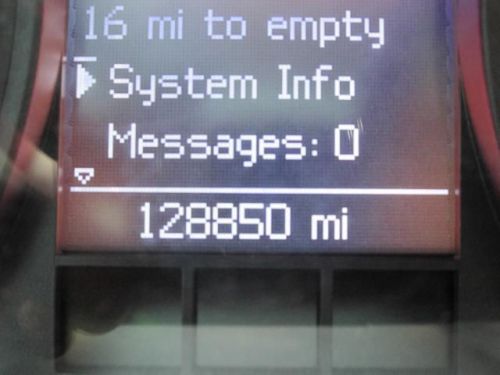 16 mi to empty
System Info
Messages: 0
128850 mi